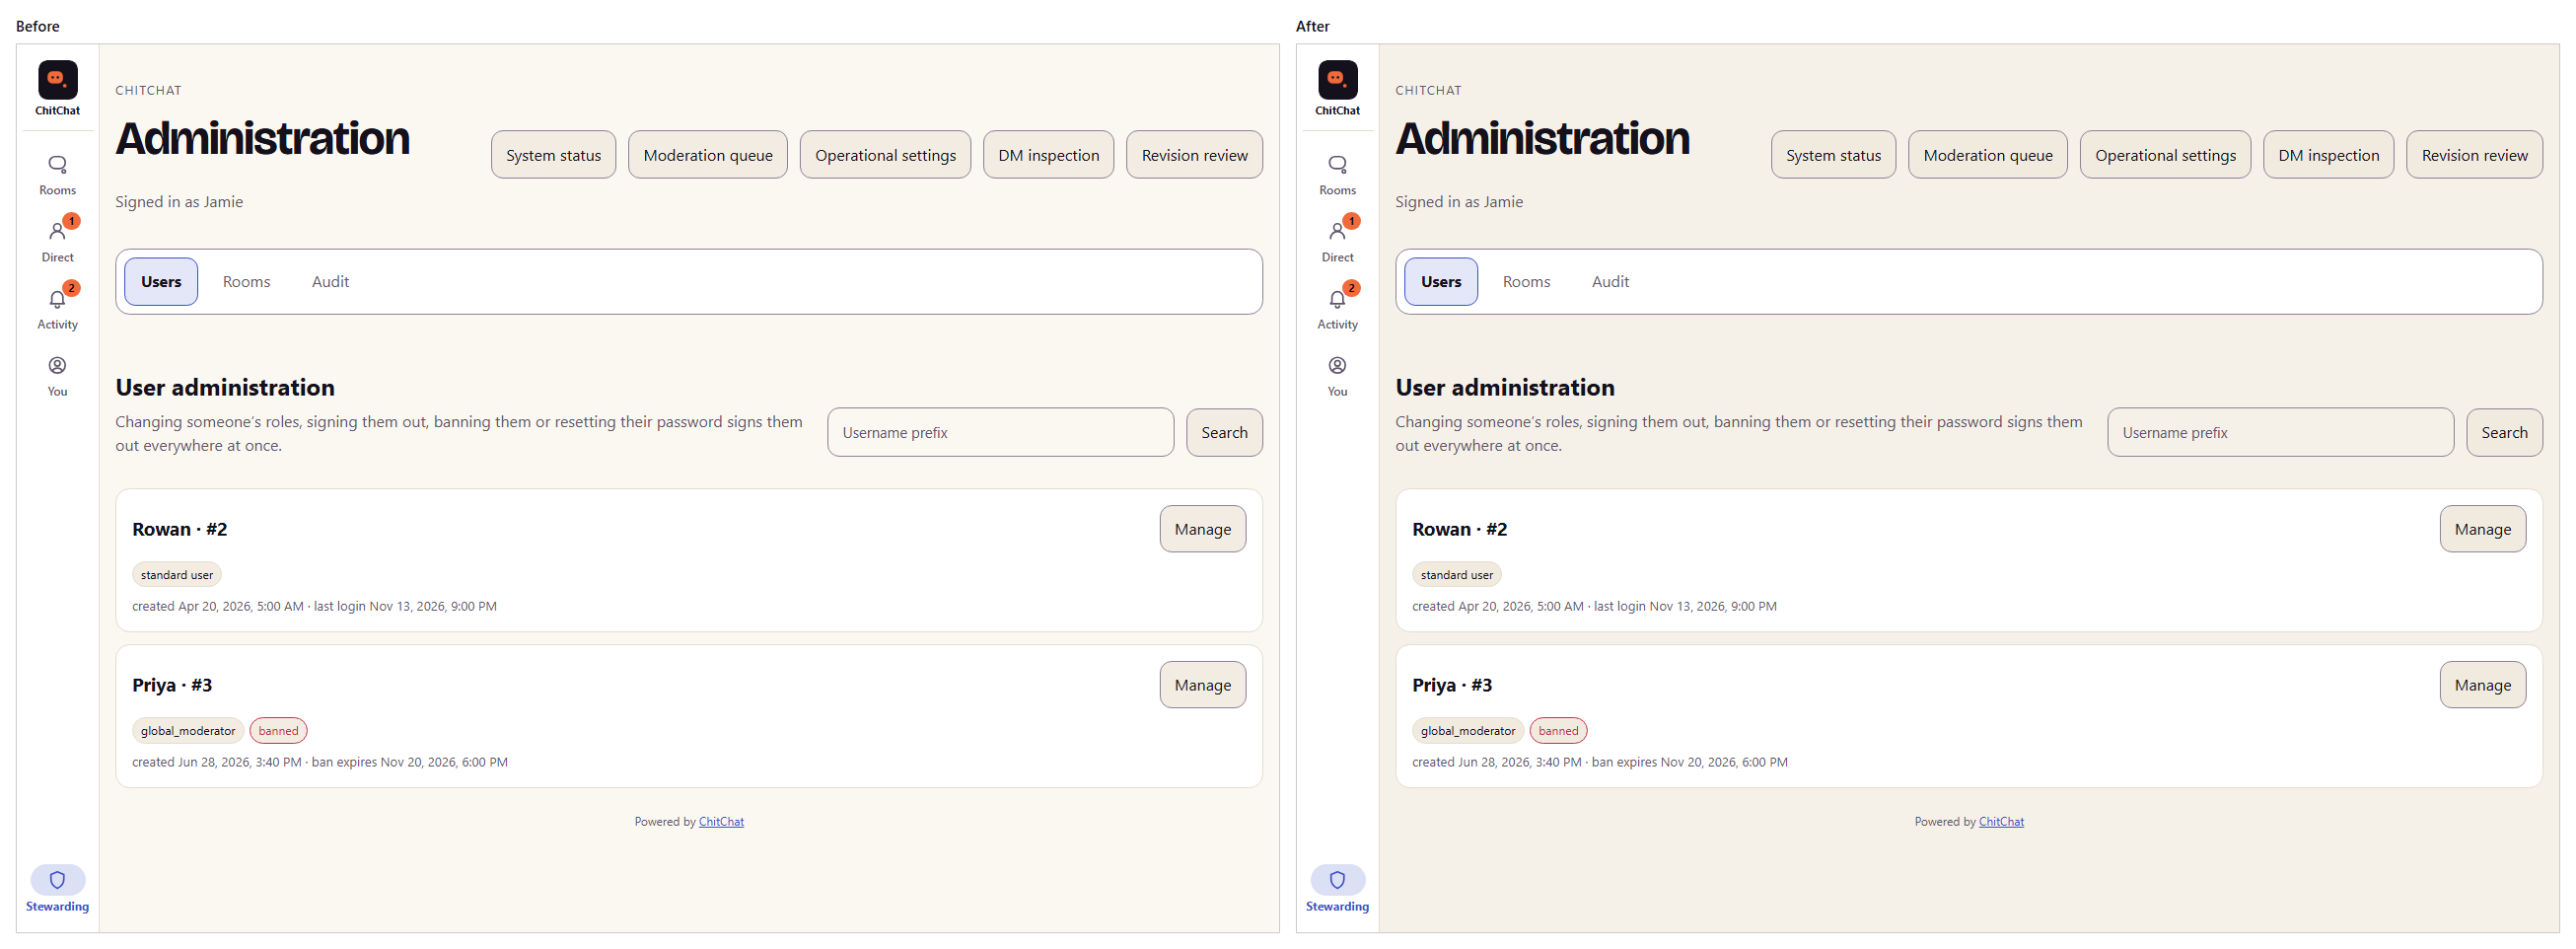 Before
ChitChat
Rooms
1
Direct
2
Activity
You
Stewarding
CHITCHAT
Administration
System status
Moderation queue
Operational settings
DM inspection
Revision review
Signed in as Jamie
Users
Rooms
Audit
User administration
Changing someone's roles, signing them out, banning them or resetting their password signs them
out everywhere at once.
Username prefix
Search
Rowan · #2
Manage
standard user
created Apr 20, 2026, 5:00 AM · last login Nov 13, 2026, 9:00 PM
Priya · #3
Manage
global_moderator
banned
created Jun 28, 2026, 3:40 PM · ban expires Nov 20, 2026, 6:00 PM
Powered by ChitChat
After
ChitChat
Rooms
1
Direct
2
Activity
You
Stewarding
CHITCHAT
Administration
System status
Moderation queue
Operational settings
DM inspection
Revision review
Signed in as Jamie
Users
Rooms
Audit
User administration
Changing someone's roles, signing them out, banning them or resetting their password signs them
out everywhere at once.
Username prefix
Search
Rowan · #2
Manage
standard user
created Apr 20, 2026, 5:00 AM · last login Nov 13, 2026, 9:00 PM
Priya · #3
Manage
global_moderator
banned
created Jun 28, 2026, 3:40 PM · ban expires Nov 20, 2026, 6:00 PM
Powered by ChitChat